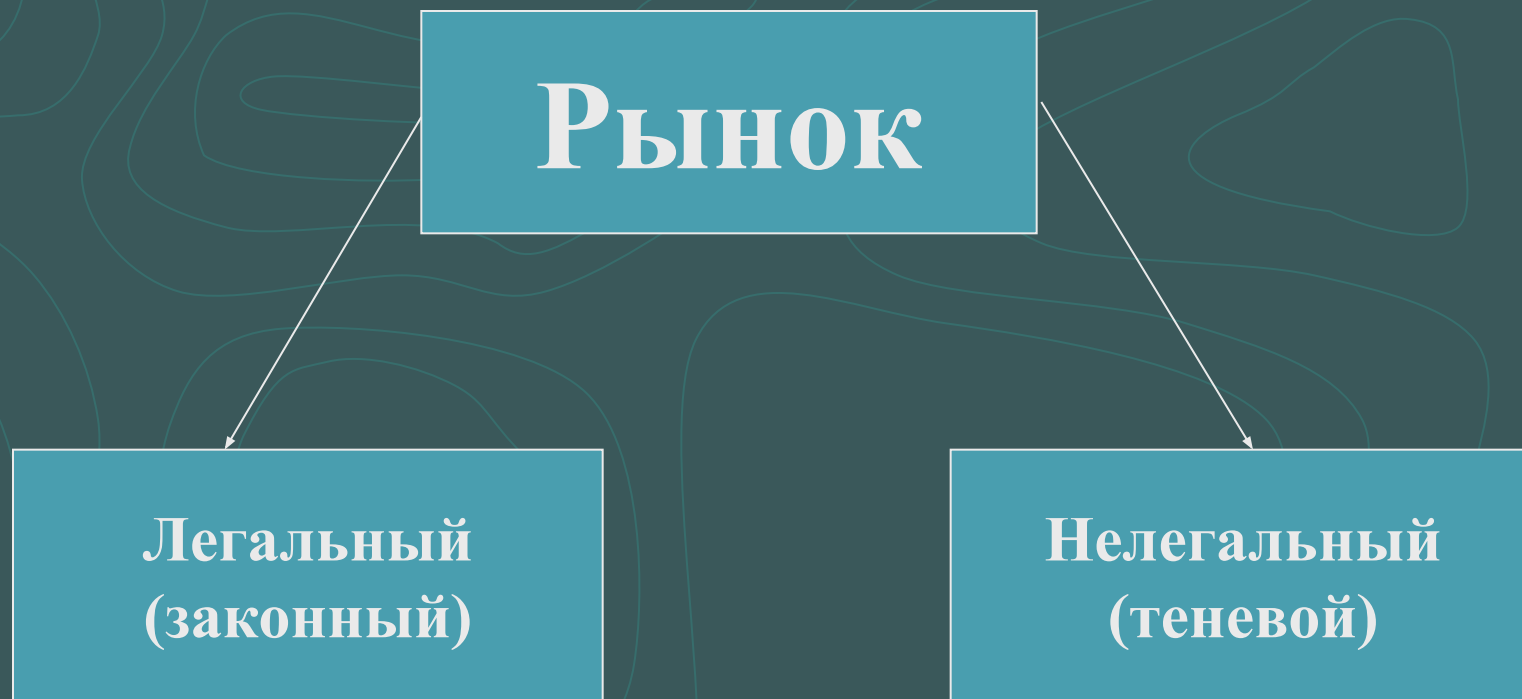 Рынок
Легальный
(законный)
Нелегальный
(теневой)